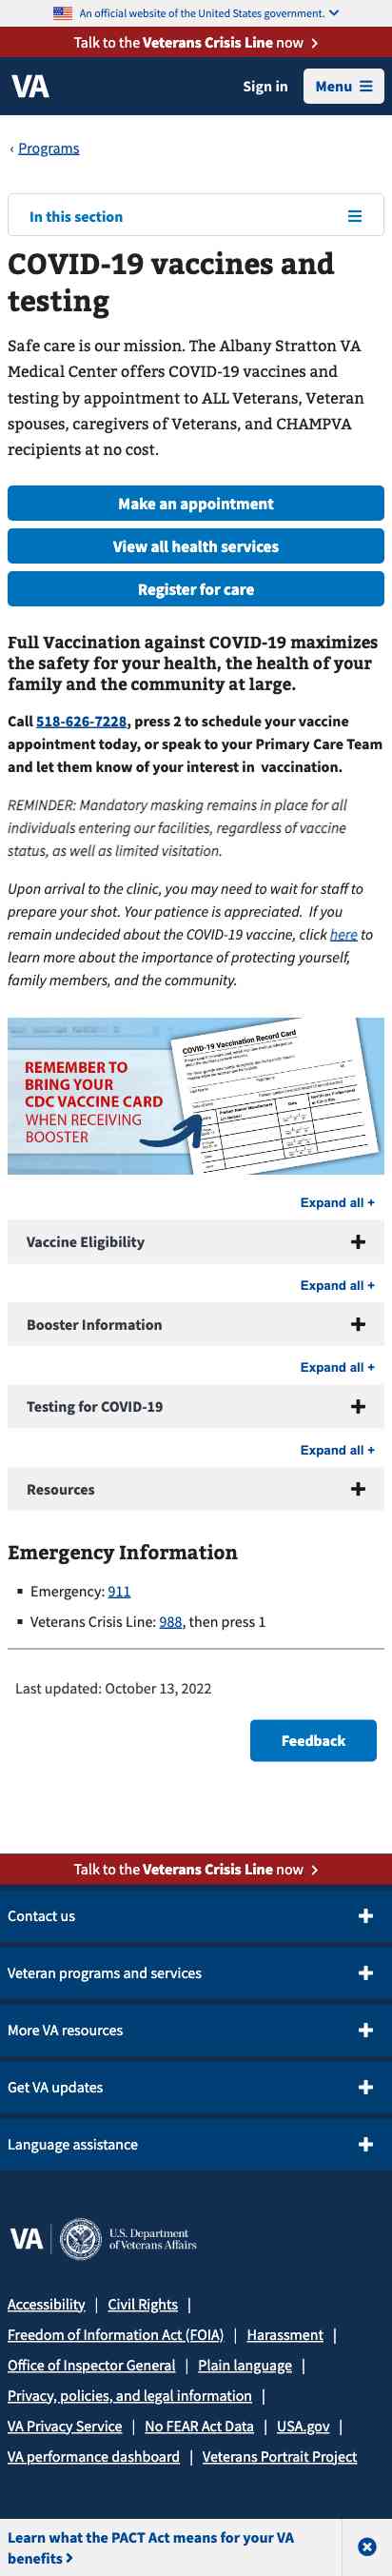 An official website of the United States government.
Talk to the Veterans Crisis Line now
VA
Sign in
Menu
‹ Programs
In this section
COVID-19 vaccines and
testing
Safe care is our mission. The Albany Stratton VA
Medical Center offers COVID-19 vaccines and
testing by appointment to ALL Veterans, Veteran
spouses, caregivers of Veterans, and CHAMPVA
recipients at no cost.
Make an appointment
View all health services
Register for care
Full Vaccination against COVID-19 maximizes
the safety for your health, the health of your
family and the community at large.
Call 518-626-7228, press 2 to schedule your vaccine
appointment today, or speak to your Primary Care Team
and let them know of your interest in vaccination.
REMINDER: Mandatory masking remains in place for all
individuals entering our facilities, regardless of vaccine
status, as well as limited visitation.
Upon arrival to the clinic, you may need to wait for staff to
prepare your shot. Your patience is appreciated. If you
remain undecided about the COVID-19 vaccine, click here to
learn more about the importance of protecting yourself,
family members, and the community.
REMEMBER TO
BRING YOUR
CDC VACCINE CARD
WHEN RECEIVING
BOOSTER
COVID-19 Vaccination Record Card
Expand all +
Vaccine Eligibility
Expand all +
Booster Information
Expand all +
Testing for COVID-19
Expand all +
Resources
Emergency Information
▪ Emergency: 911
▪ Veterans Crisis Line: 988, then press 1
Last updated: October 13, 2022
Feedback
Talk to the Veterans Crisis Line now
Contact us
Veteran programs and services
More VA resources
Get VA updates
Language assistance
VA
U.S. Department
of Veterans Affairs
Accessibility | Civil Rights |
Freedom of Information Act (FOIA) | Harassment |
Office of Inspector General | Plain language |
Privacy, policies, and legal information |
VA Privacy Service | No FEAR Act Data | USA.gov |
VA performance dashboard | Veterans Portrait Project
Learn what the PACT Act means for your VA
benefits